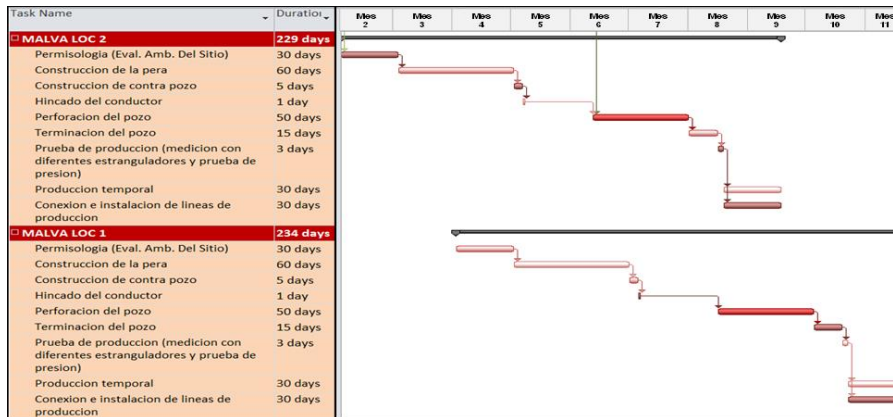 Task Name Duration Mes Mes Mes Mes Mes Mes Mes Mes Mes Mes
2 3 4 5 6 7 8 9 10 11
MALVA LOC 2 229 days
Permisologia (Eval. Amb. Del Sitio) 30 days
Construccion de la pera 60 days
Construccion de contra pozo 5 days
Hincado del conductor 1 day
Perforacion del pozo 50 days
Terminacion del pozo 15 days
Prueba de produccion (medicion con 3 days
diferentes estranguladores y prueba de
presion)
Produccion temporal 30 days
Conexion e instalacion de lineas de 30 days
produccion
MALVA LOC 1 234 days
Permisologia (Eval. Amb. Del Sitio) 30 days
Construccion de la pera 60 days
Construccion de contra pozo 5 days
Hincado del conductor 1 day
Perforacion del pozo 50 days
Terminacion del pozo 15 days
Prueba de produccion (medicion con 3 days
diferentes estranguladores y prueba de
presion)
Produccion temporal 30 days
Conexion e instalacion de lineas de 30 days
produccion